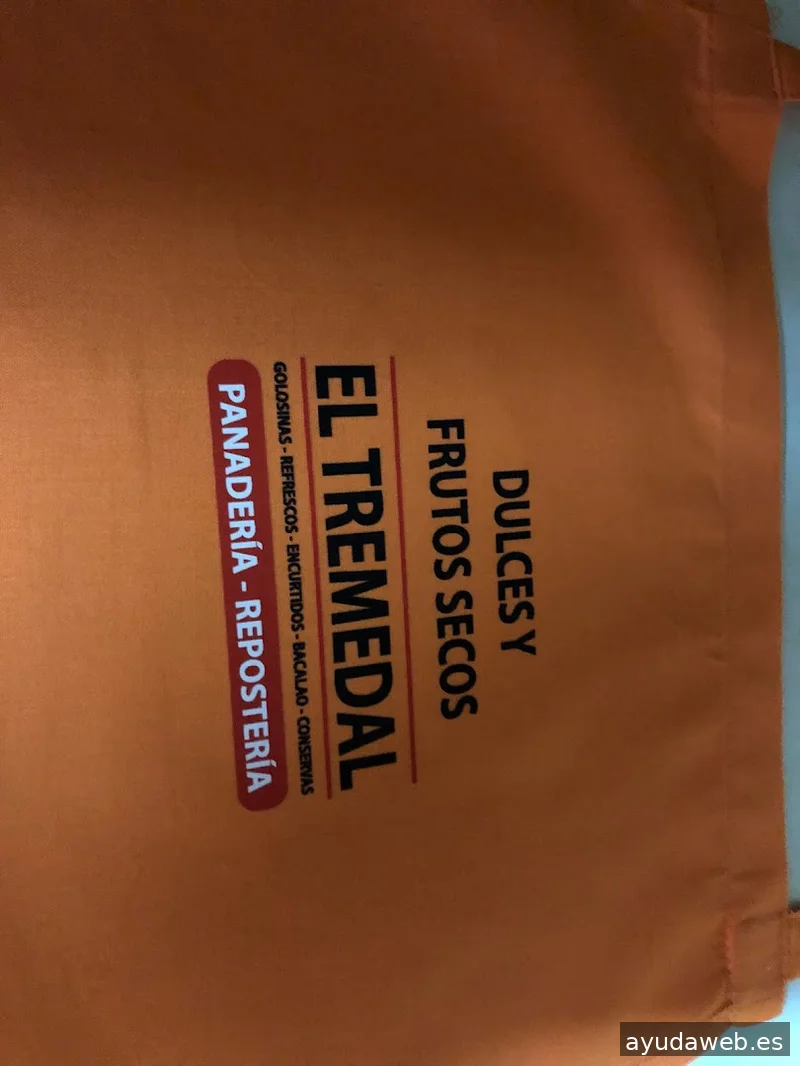 DULCES Y
FRUTOS SECOS
EL TREMEDAL
GOLOSINAS - REFRESCOS - ENCURTIDOS - BACALAO - CONSERVAS
PANADERÍA - REPOSTERÍA
ayudaweb.es